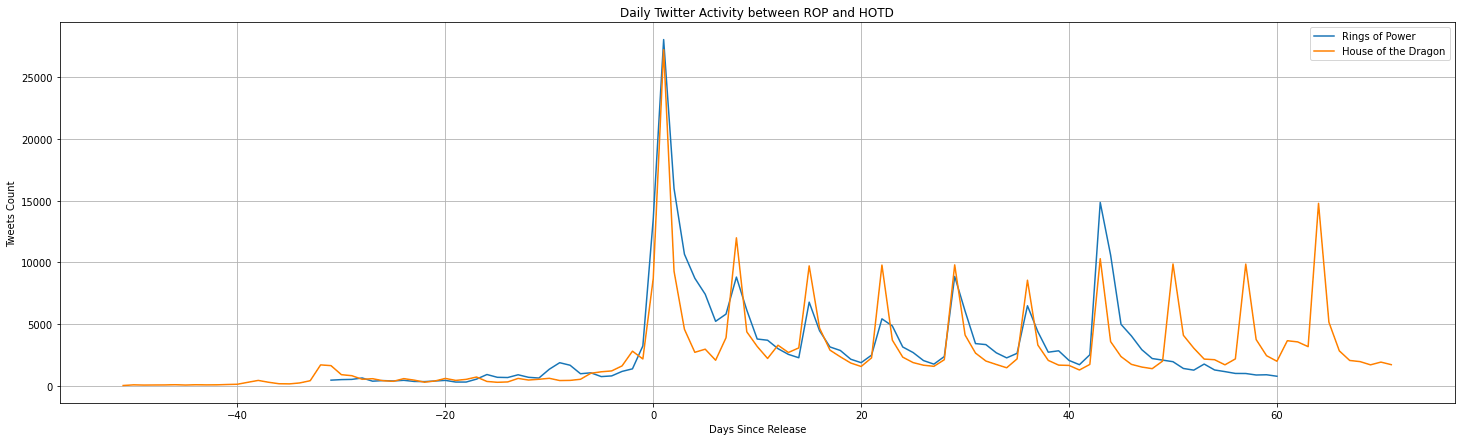 Daily Twitter Activity between ROP and HOTD
Rings of Power
House of the Dragon
Tweets Count
25000
20000
15000
10000
5000
0
−40
−20
0
20
40
60
Days Since Release